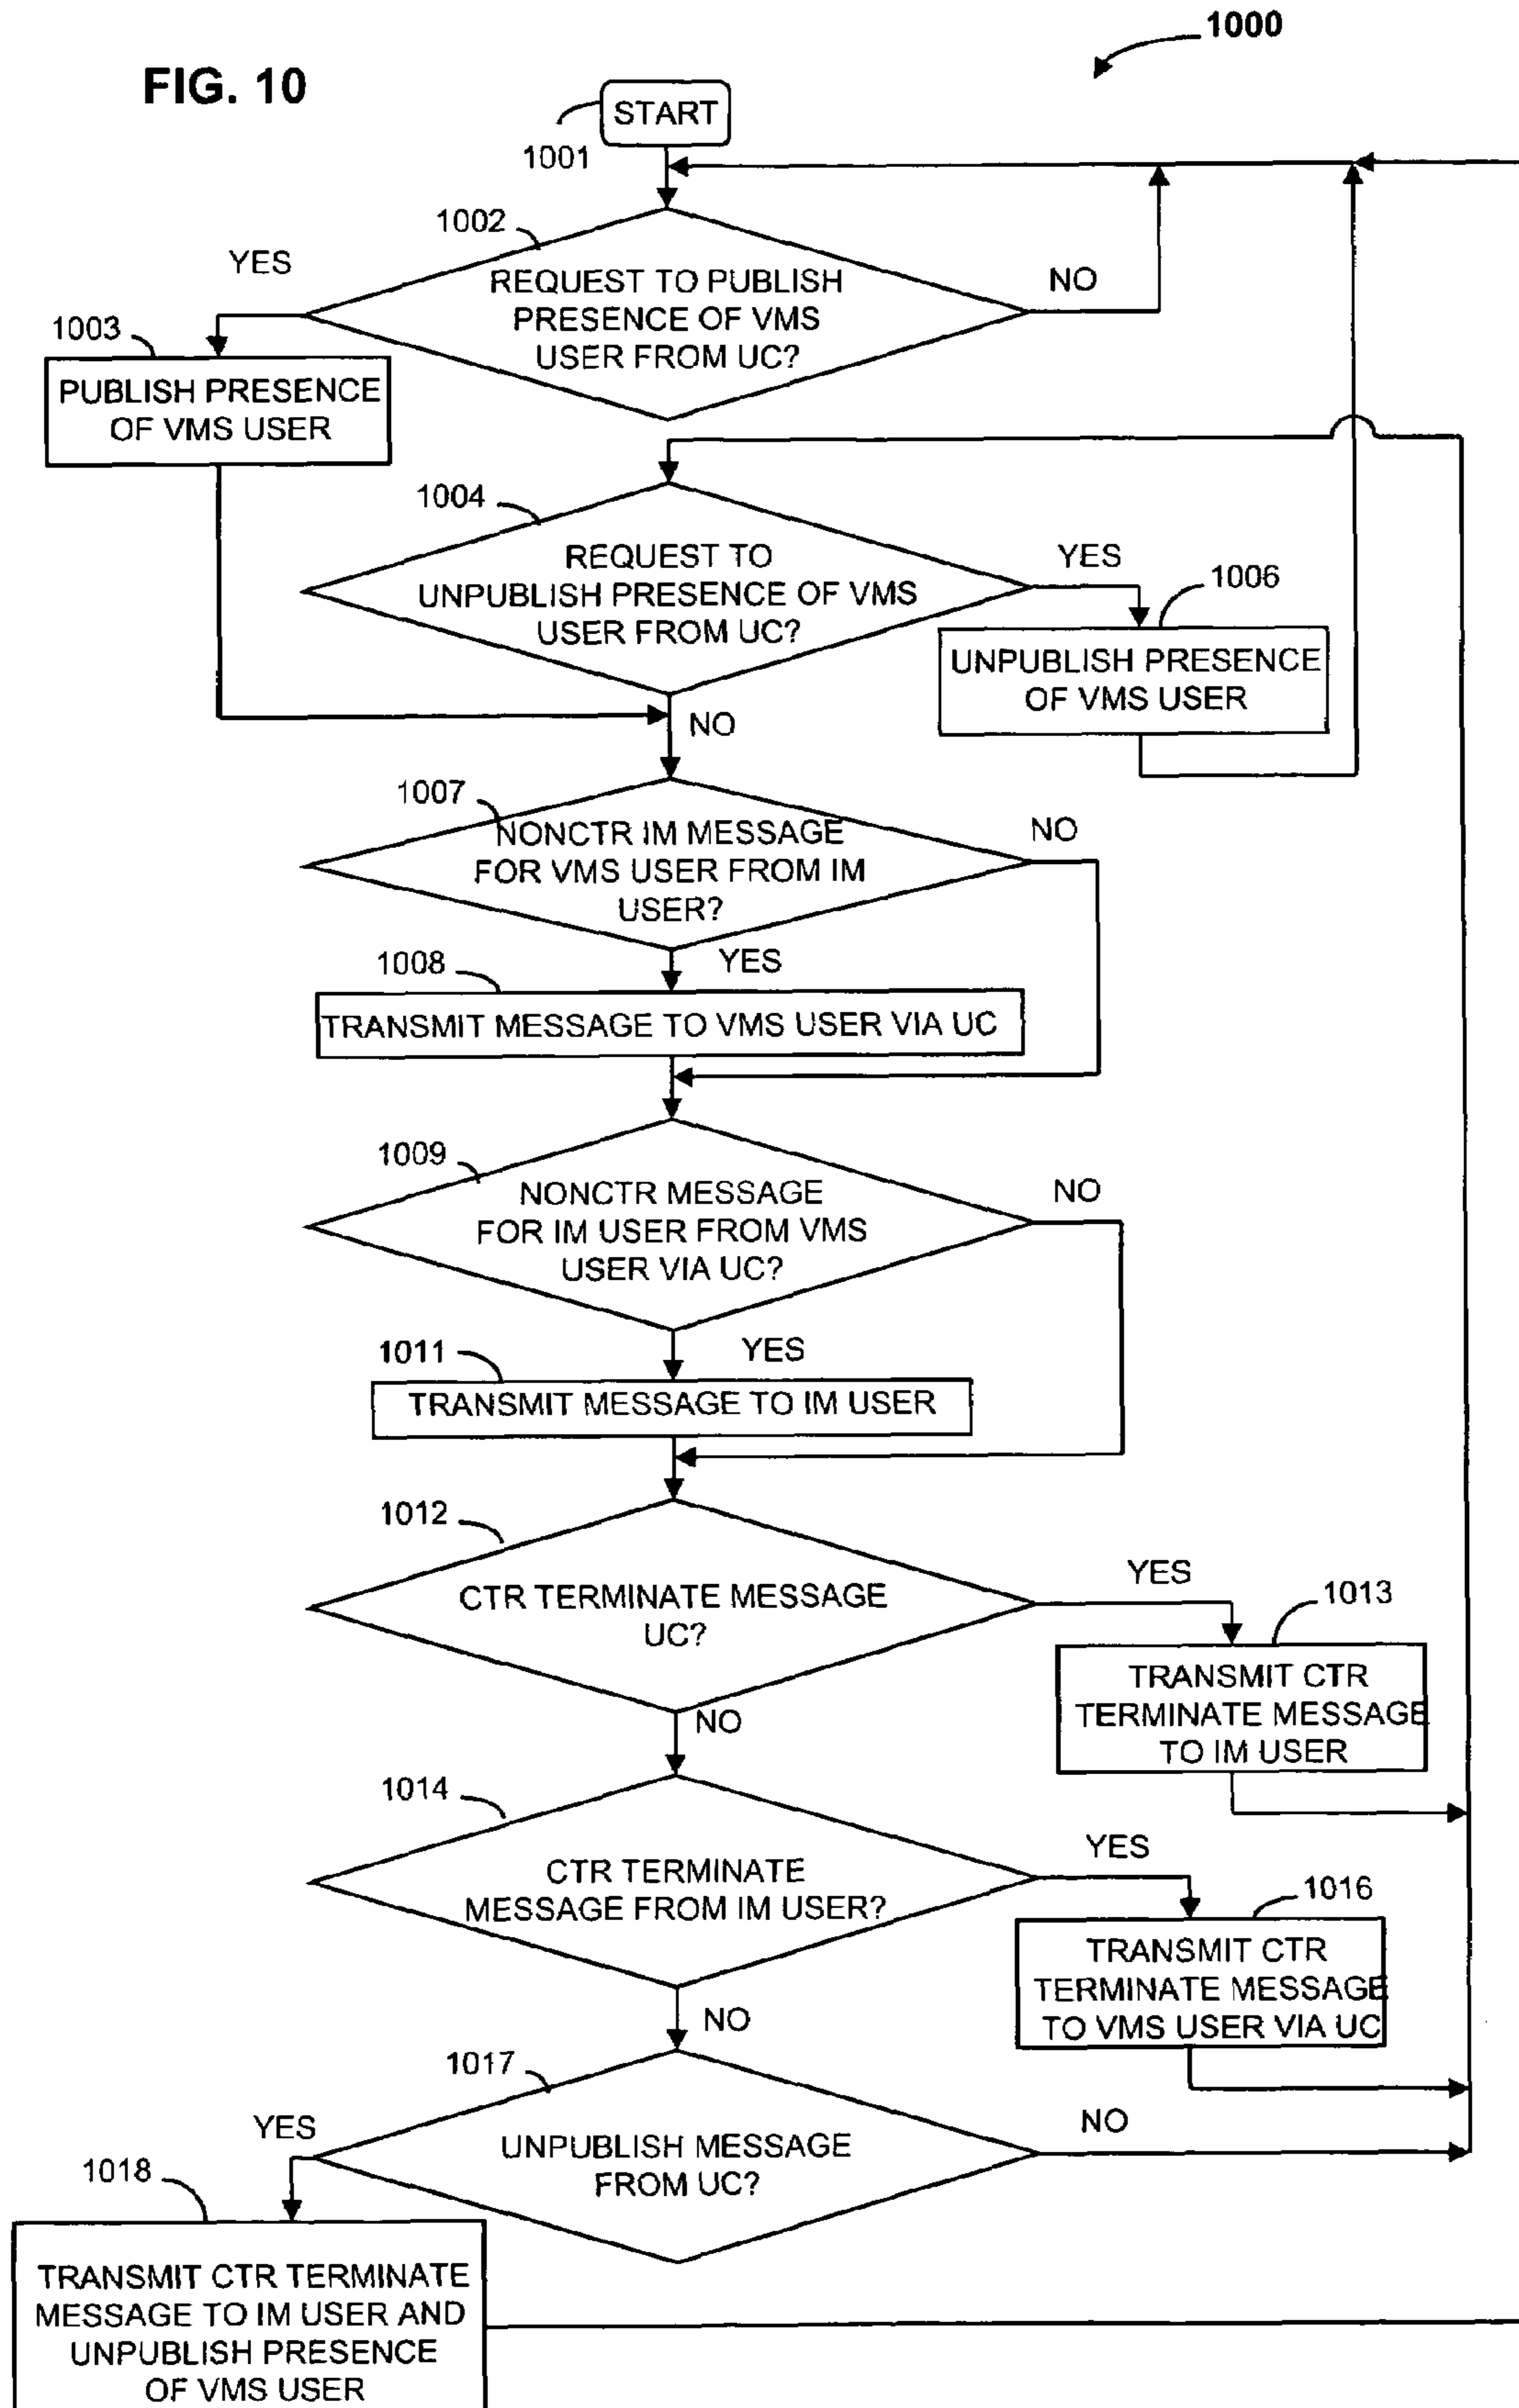 1000
FIG. 10
START
1001
1002
YES
REQUEST TO PUBLISH
PRESENCE OF VMS
USER FROM UC?
NO
1003
PUBLISH PRESENCE
OF VMS USER
1004
REQUEST TO
UNPUBLISH PRESENCE OF VMS
USER FROM UC?
YES
1006
UNPUBLISH PRESENCE
OF VMS USER
NO
1007
NONCTR IM MESSAGE
FOR VMS USER FROM IM
USER?
NO
YES
1008
TRANSMIT MESSAGE TO VMS USER VIA UC
1009
NONCTR MESSAGE
FOR IM USER FROM VMS
USER VIA UC?
NO
YES
1011
TRANSMIT MESSAGE TO IM USER
1012
CTR TERMINATE MESSAGE
UC?
YES
1013
TRANSMIT CTR
TERMINATE MESSAGE
TO IM USER
NO
1014
CTR TERMINATE
MESSAGE FROM IM USER?
YES
1016
TRANSMIT CTR
TERMINATE MESSAGE
TO VMS USER VIA UC
NO
1017
YES
UNPUBLISH MESSAGE
FROM UC?
NO
1018
TRANSMIT CTR TERMINATE
MESSAGE TO IM USER AND
UNPUBLISH PRESENCE
OF VMS USER